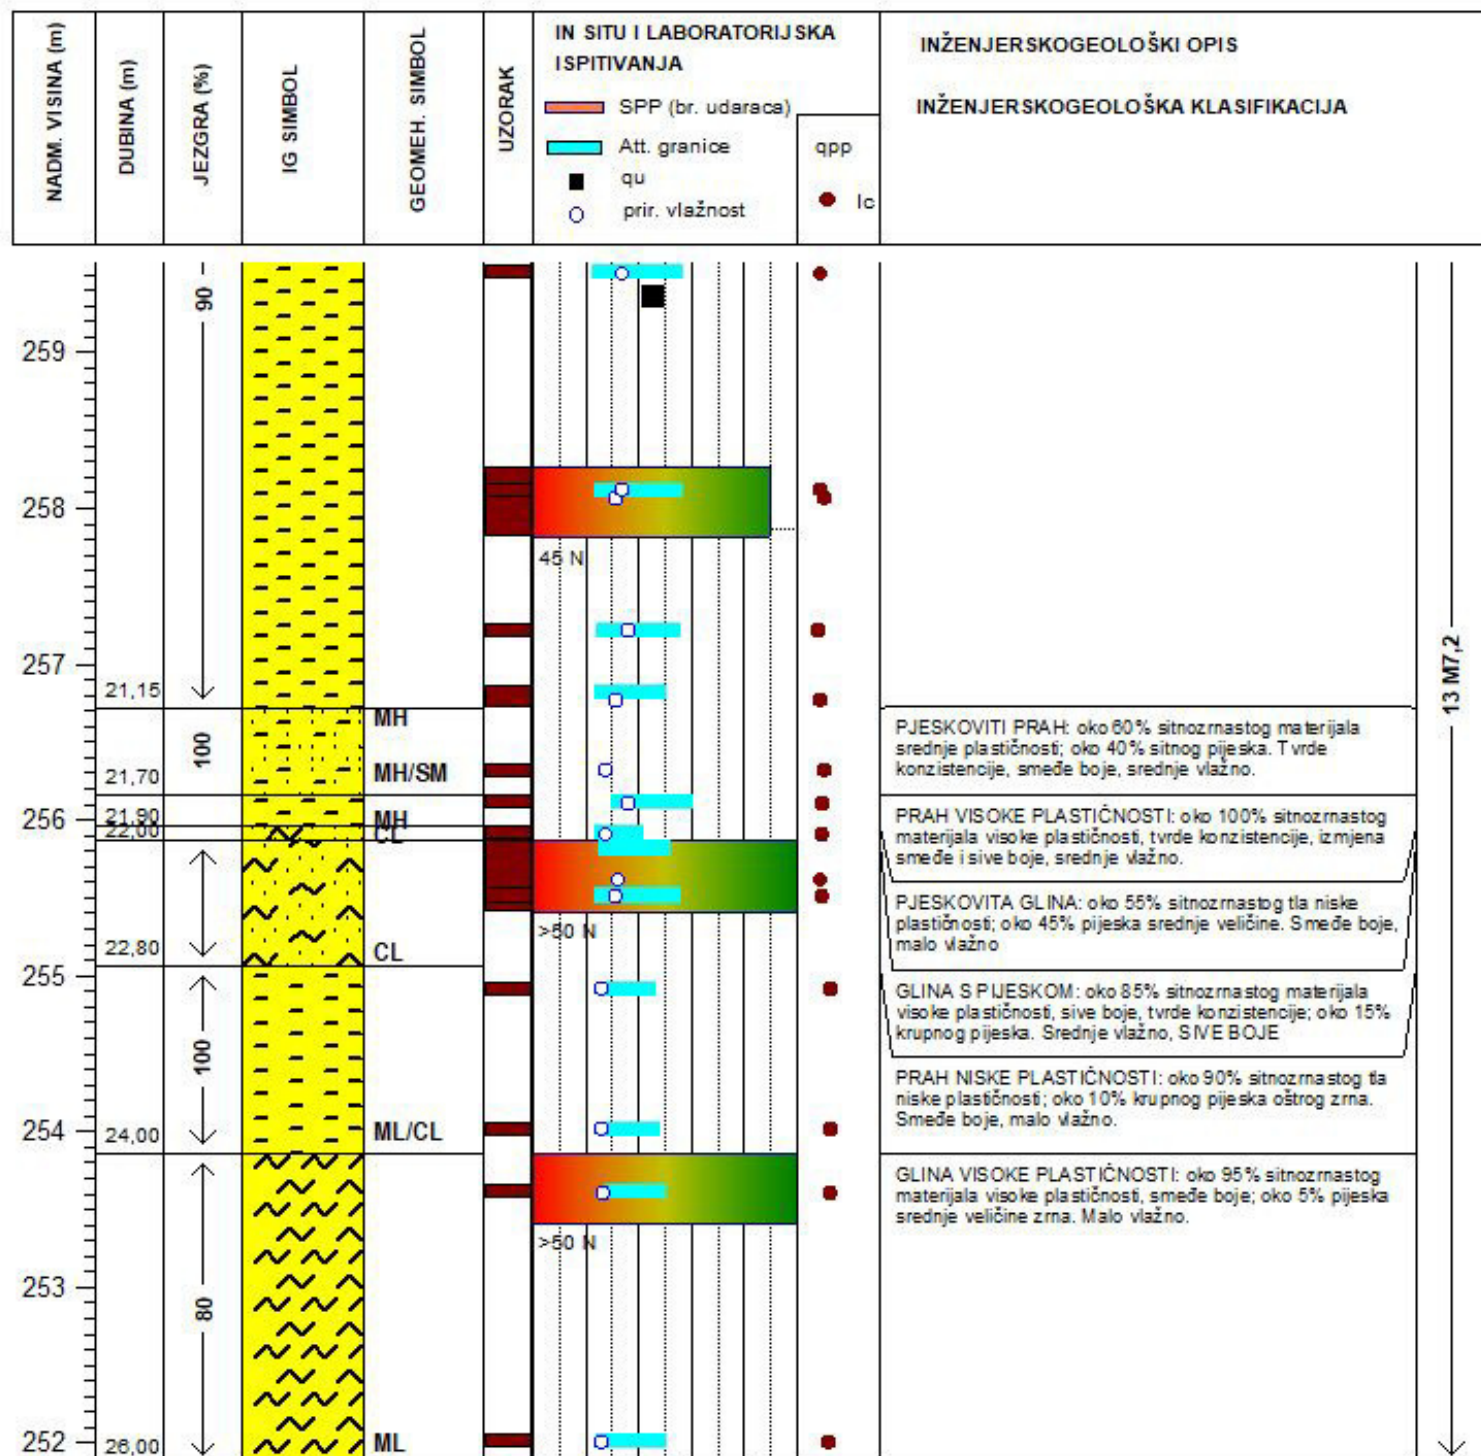 NADM. VISINA (m)
DUBINA (m)
JEZGRA (%)
IG SIMBOL
GEOMEH. SIMBOL
UZORAK
IN SITU I LABORATORIJSKA
ISPITIVANJA
SPP (br. udaraca)
Att. granice
qu
prir. vlažnost
qpp
Ic
INŽENJERSKOGEOLOŠKI OPIS
INŽENJERSKOGEOLOŠKA KLASIFIKACIJA
90
259
258
45 N
257
21,15
13 M7,2
MH
100
21,70
MH/SM
PJESKOVITI PRAH: oko 60% sitnozrnastog materijala
srednje plastičnosti; oko 40% sitnog pijeska. Tvrde
konzistencije, smeđe boje, srednje vlažno.
256
21,90
MH
22,00
CL
PRAH VISOKE PLASTIČNOSTI: oko 100% sitnozrnastog
materijala visoke plastičnosti, tvrde konzistencije, izmjena
smeđe i sive boje, srednje vlažno.
PJESKOVITA GLINA: oko 55% sitnozrnastog tla niske
plastičnosti; oko 45% pijeska srednje veličine. Smeđe boje,
malo vlažno
>50 N
22,80
CL
255
GLINA S PIJESKOM: oko 85% sitnozrnastog materijala
visoke plastičnosti, sive boje, tvrde konzistencije; oko 15%
krupnog pijeska. Srednje vlažno, SIVE BOJE
100
PRAH NISKE PLASTIČNOSTI: oko 90% sitnozrnastog tla
niske plastičnosti; oko 10% krupnog pijeska oštrog zrna.
Smeđe boje, malo vlažno.
254
24,00
ML/CL
GLINA VISOKE PLASTIČNOSTI: oko 95% sitnozrnastog
materijala visoke plastičnosti, smeđe boje; oko 5% pijeska
srednje veličine zrna. Malo vlažno.
>50 N
253
80
252
26,00
ML